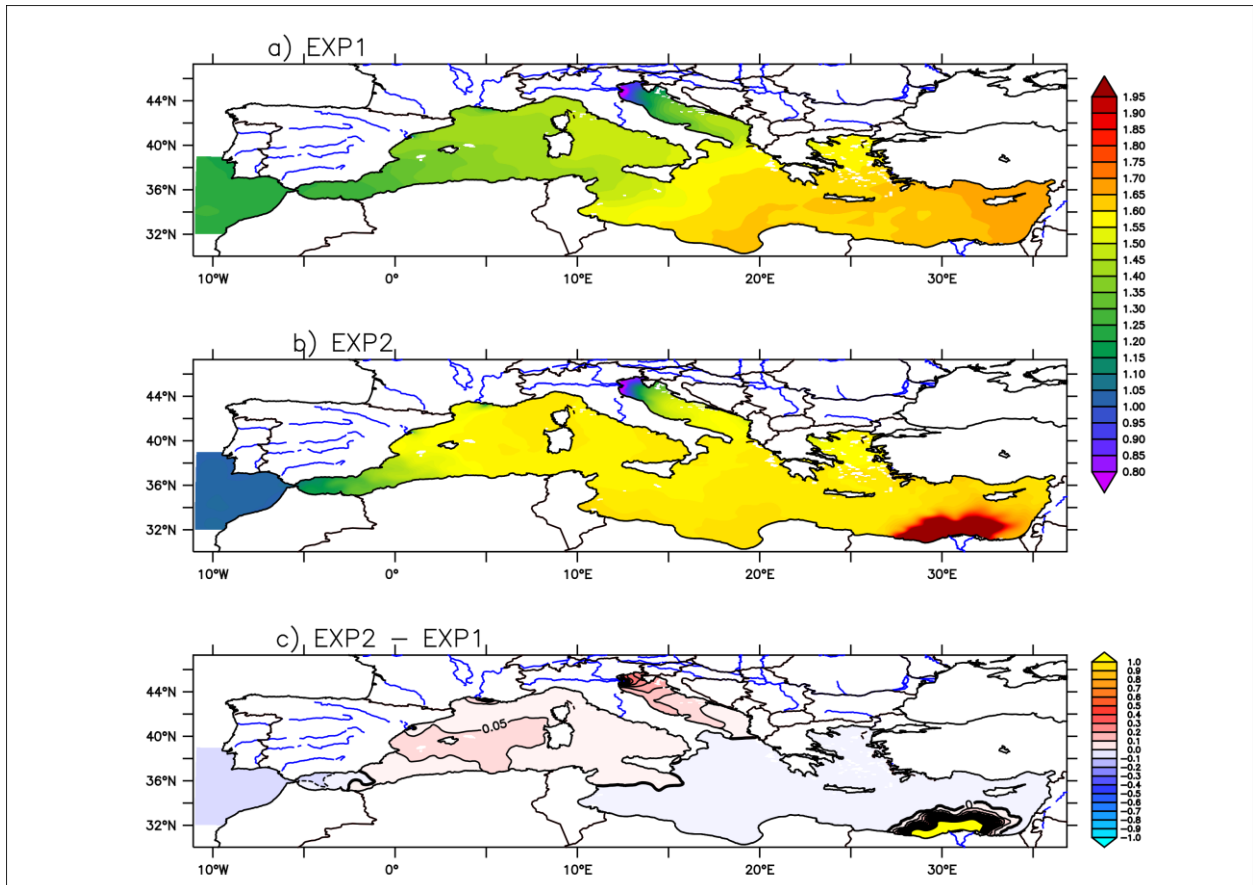 a) EXP1
44°N
40°N
36°N
32°N
10°W 0° 10°E 20°E 30°E
1.95
1.90
1.85
1.80
1.75
1.70
1.65
1.60
1.55
1.50
1.45
1.40
1.35
1.30
1.25
1.20
1.15
1.10
1.05
1.00
0.95
0.90
0.85
0.80
b) EXP2
44°N
40°N
36°N
32°N
10°W 0° 10°E 20°E 30°E
c) EXP2 − EXP1
44°N
40°N
36°N
32°N
0.05
0
10°W 0° 10°E 20°E 30°E
1.0
0.9
0.8
0.7
0.6
0.5
0.4
0.3
0.2
0.1
0.0
−0.1
−0.2
−0.3
−0.4
−0.5
−0.6
−0.7
−0.8
−0.9
−1.0